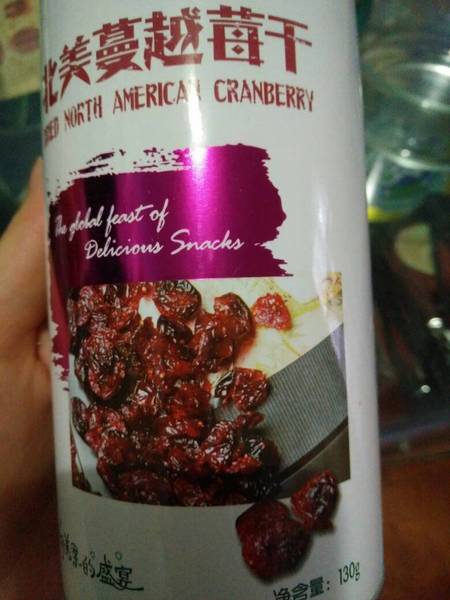 北美蔓越莓干
DRIED NORTH AMERICAN CRANBERRY
The global feast of
Delicious Snacks
的盛宴
净含量：130g